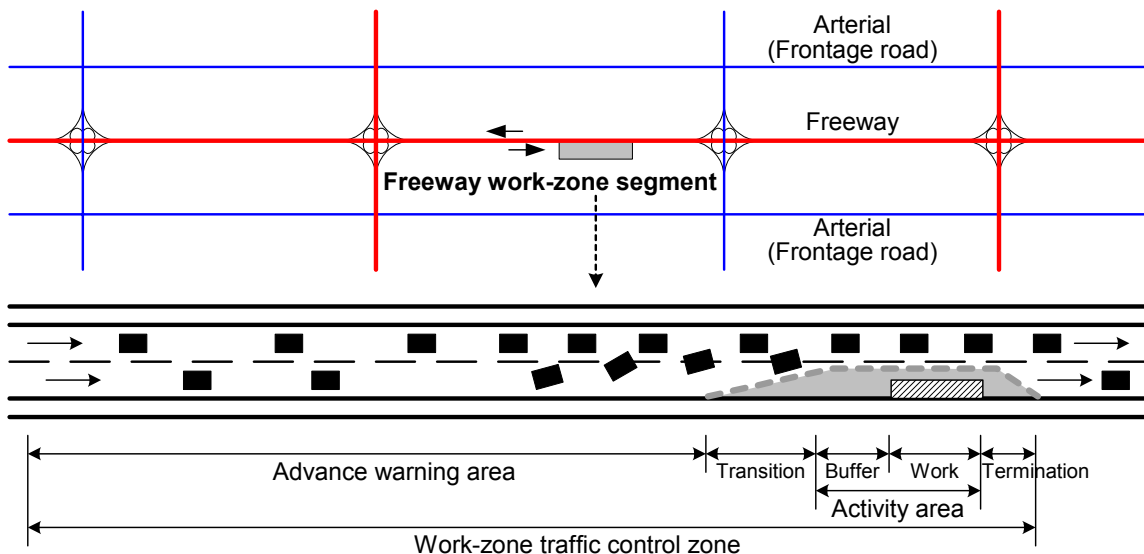 Arterial
(Frontage road)
Freeway
Freeway work-zone segment
Arterial
(Frontage road)
Advance warning area
Transition
Buffer
Work
Termination
Activity area
Work-zone traffic control zone